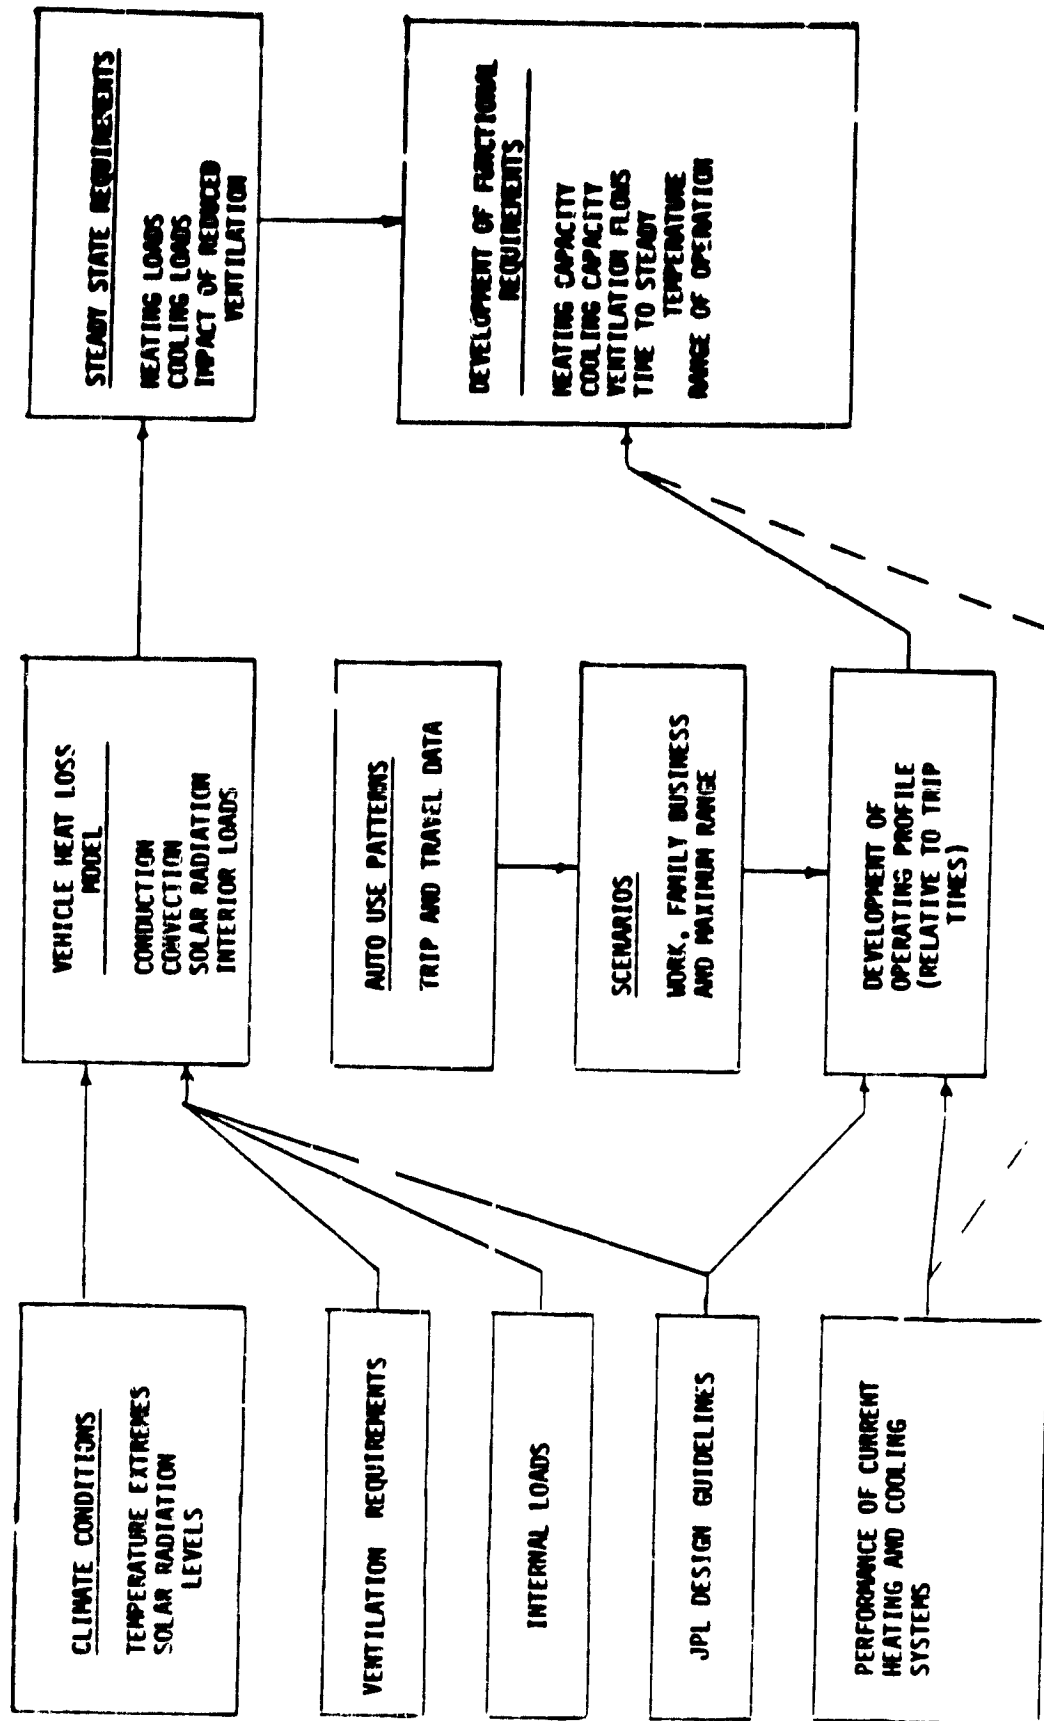 CLIMATE CONDITIONS
TEMPERATURE EXTREMES
SOLAR RADIATION
LEVELS
VENTILATION REQUIREMENTS
INTERNAL LOADS
JPL DESIGN GUIDELINES
PERFORMANCE OF CURRENT
HEATING AND COOLING
SYSTEMS
VEHICLE HEAT LOSS
MODEL
CONDUCTION
CONVECTION
SOLAR RADIATION
INTERIOR LOADS
AUTO USE PATTERNS
TRIP AND TRAVEL DATA
SCENARIOS
WORK, FAMILY BUSINESS
AND MAXIMUM RANGE
DEVELOPMENT OF
OPERATING PROFILE
(RELATIVE TO TRIP
TIMES)
STEADY STATE REQUIREMENTS
HEATING LOADS
COOLING LOADS
IMPACT OF REDUCED
VENTILATION
DEVELOPMENT OF FUNCTIONAL
REQUIREMENTS
HEATING CAPACITY
COOLING CAPACITY
VENTILATION FLOWS
TIME TO STEADY
TEMPERATURE
RANGE OF OPERATION